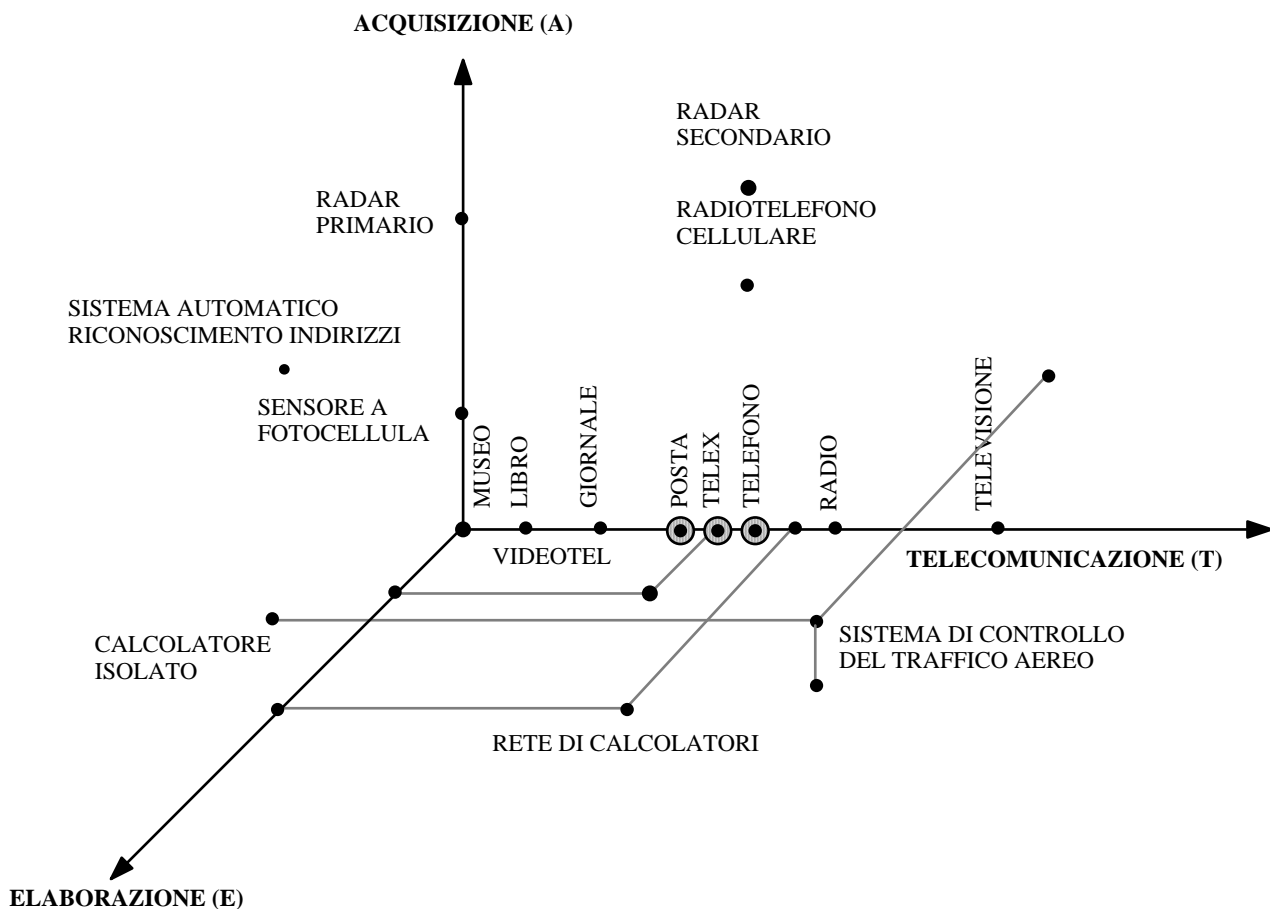 ACQUISIZIONE (A)
RADAR
SECONDARIO
RADAR
PRIMARIO
RADIOTELEFONO
CELLULARE
SISTEMA AUTOMATICO
RICONOSCIMENTO INDIRIZZI
SENSORE A
FOTOCELLULA
MUSEO
LIBRO
GIORNALE
POSTA
TELEX
TELEFONO
RADIO
TELEVISIONE
VIDEOTEL
TELECOMUNICAZIONE (T)
CALCOLATORE
ISOLATO
SISTEMA DI CONTROLLO
DEL TRAFFICO AEREO
RETE DI CALCOLATORI
ELABORAZIONE (E)